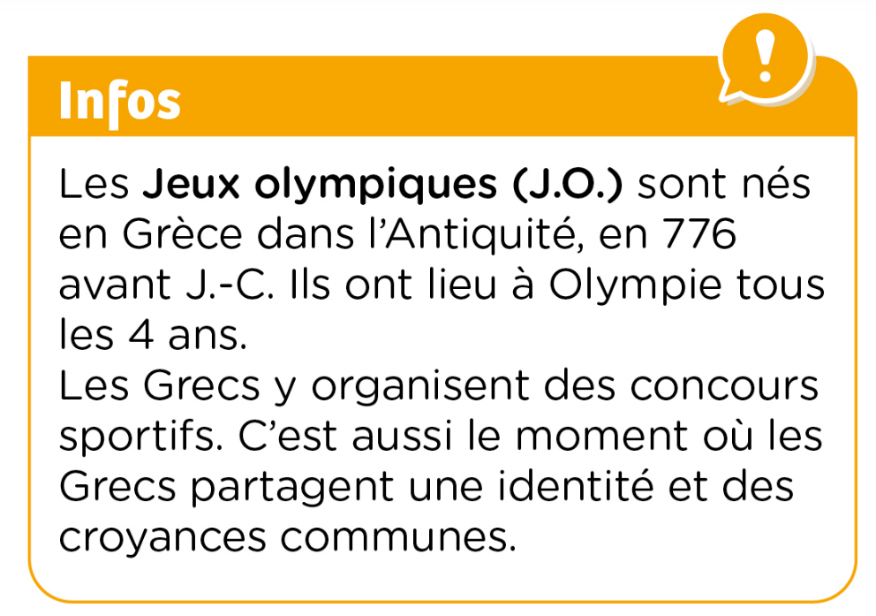 Infos
!
Les Jeux olympiques (J.O.) sont nés
en Grèce dans l’Antiquité, en 776
avant J.-C. Ils ont lieu à Olympie tous
les 4 ans.
Les Grecs y organisent des concours
sportifs. C’est aussi le moment où les
Grecs partagent une identité et des
croyances communes.